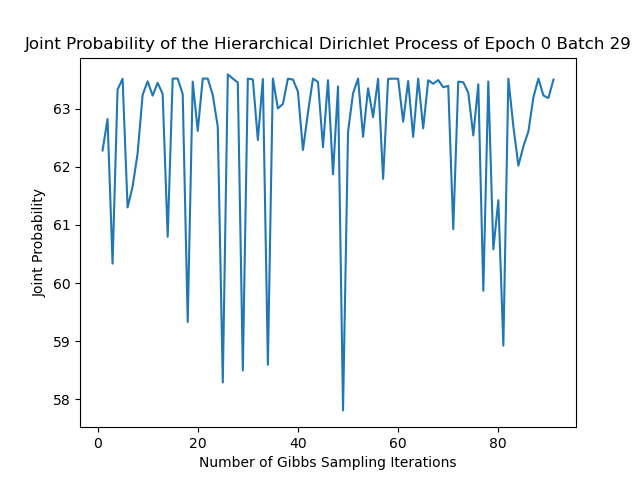 Joint Probability of the Hierarchical Dirichlet Process of Epoch 0 Batch 29
Joint Probability
63
62
61
60
59
58
0 20 40 60 80
Number of Gibbs Sampling Iterations